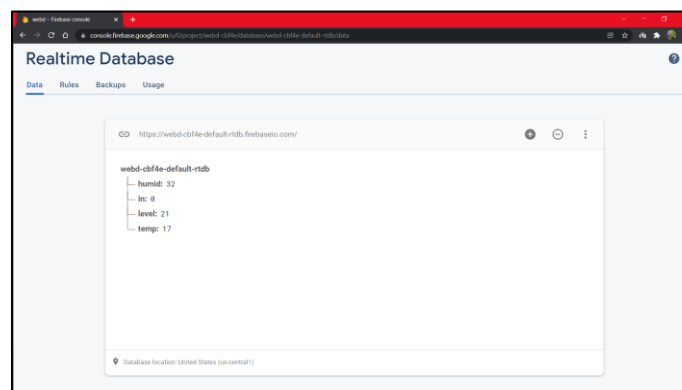 webd - Firebase console
console.firebase.google.com/u/0/project/webd-cbf4e/database/webd-cbf4e-default-rtdb/data
Realtime Database
Data Rules Backups Usage
https://webd-cbf4e-default-rtdb.firebaseio.com/
webd-cbf4e-default-rtdb
humid: 32
in: 0
level: 21
temp: 17
Database location: United States (us-central1)